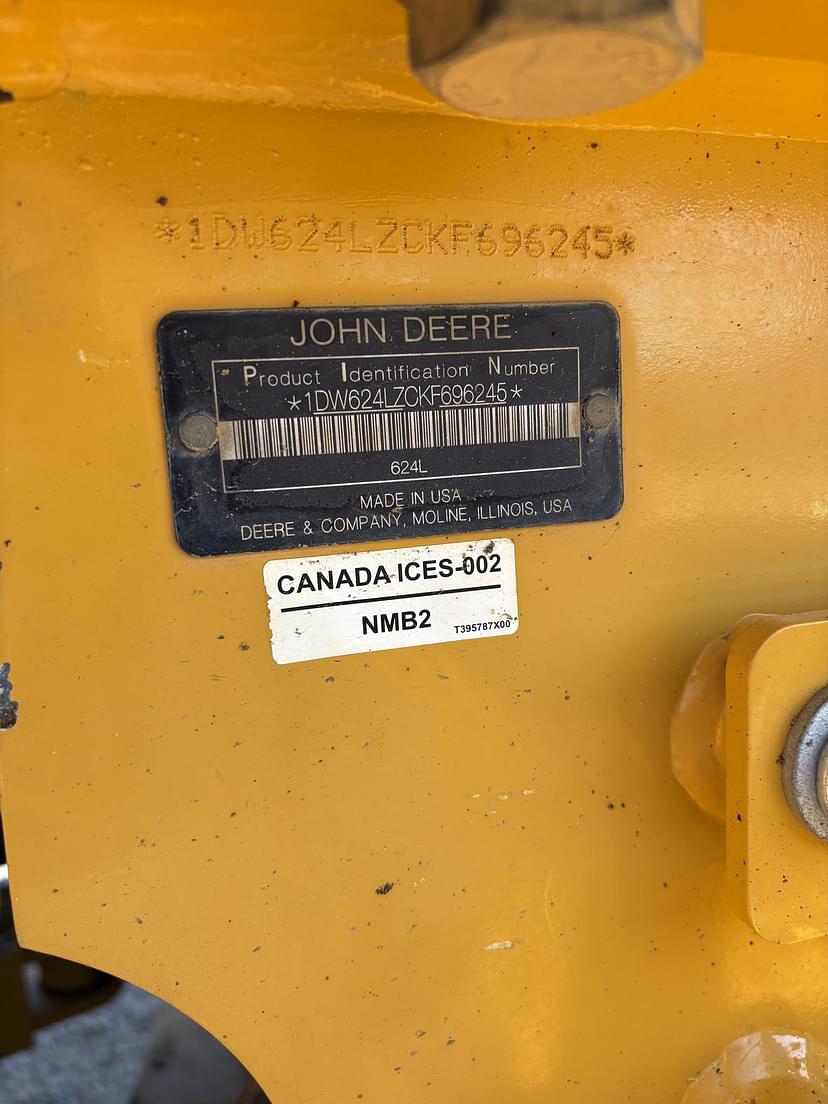 *1DW624LZCKF696245*
JOHN DEERE
Product Identification Number
*1DW624LZCKF696245*
624L
MADE IN USA
DEERE & COMPANY, MOLINE, ILLINOIS, USA
CANADA ICES-002
NMB2
T395787X00